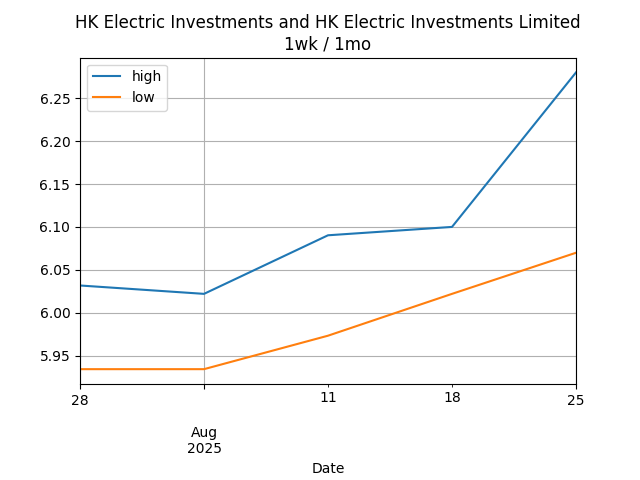 HK Electric Investments and HK Electric Investments Limited
1wk / 1mo
high
low
6.25
6.20
6.15
6.10
6.05
6.00
5.95
28
11
18
25
Aug
2025
Date